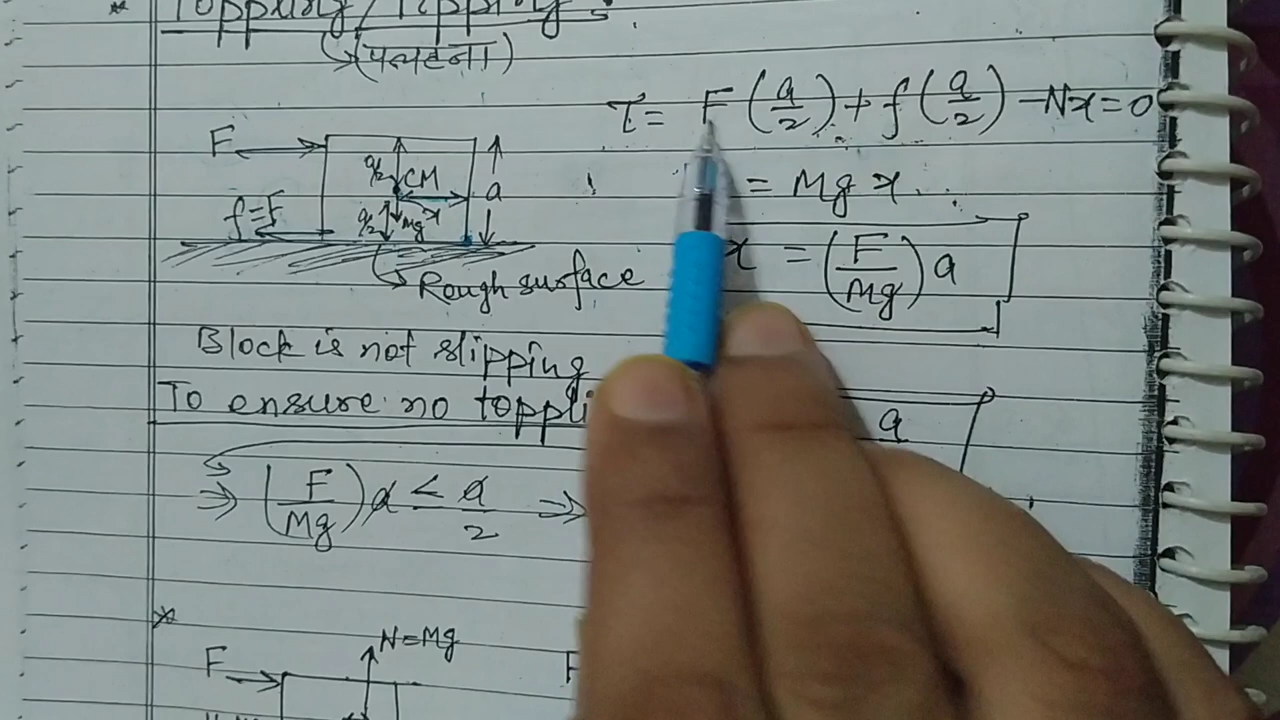 * Toppling/Tipping :
↳(पलटना)
τ = F (a/2) + f (a/2) - Nx = 0
F
a/2 CM
a
f=F
a/2 Mg x
= Mg x
Rough surface
x = (F/Mg) a
Block is not slipping
To ensure no toppli
a
⇒ (F/Mg) a ≤ a/2 ⇒
*
N=Mg
F
F